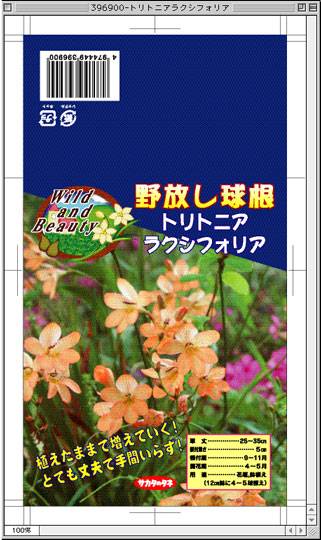 396900-トリトニアラクシフォリア
4 974449 396900
プラ
Wild
and
Beauty
野放し球根
トリトニア
ラクシフォリア
植えたままで増えていく!
とても丈夫で手間いらず!
サカタのタネ
草 丈…………25~35㎝
…………5㎝
植付期…………9~11月
開花期…………4~5月
用 途………花壇、鉢植え
(12㎝鉢に4~5球植え)
100%